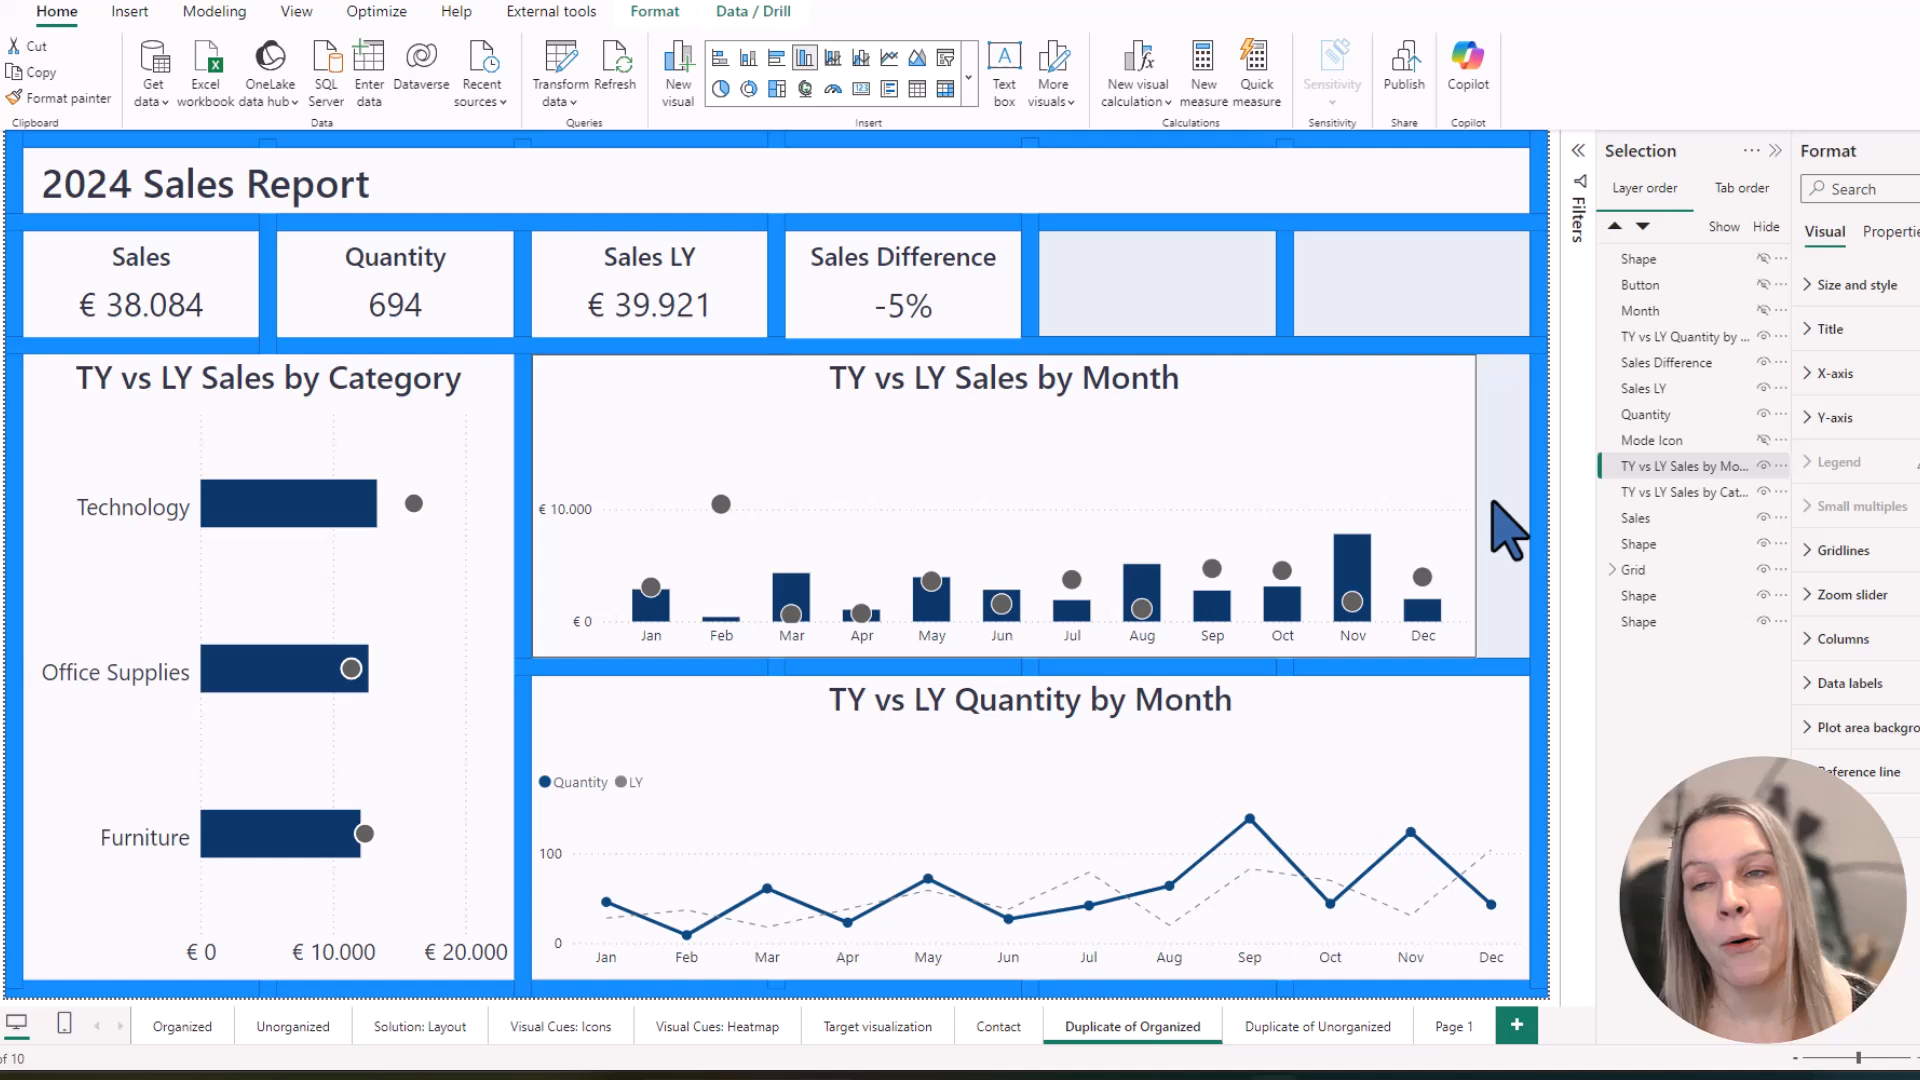 Home Insert Modeling View Optimize Help External tools Format Data / Drill
Cut
Copy
Format painter
Clipboard
Get data
Excel workbook
OneLake data hub
SQL Server
Enter data
Dataverse
Recent sources
Data
Transform data
Refresh
Queries
New visual
Text box
More visuals
Insert
New visual calculation
New measure
Quick measure
Calculations
Sensitivity
Sensitivity
Publish
Share
Copilot
Copilot
2024 Sales Report
Sales
€ 38.084
Quantity
694
Sales LY
€ 39.921
Sales Difference
-5%
TY vs LY Sales by Category
Technology
Office Supplies
Furniture
€ 0 € 10.000 € 20.000
TY vs LY Sales by Month
€ 10.000
€ 0
Jan Feb Mar Apr May Jun Jul Aug Sep Oct Nov Dec
TY vs LY Quantity by Month
Quantity LY
100
0
Jan Feb Mar Apr May Jun Jul Aug Sep Oct Nov Dec
Filters
Selection
Layer order Tab order
Show Hide
Shape
Button
Month
TY vs LY Quantity by ...
Sales Difference
Sales LY
Quantity
Mode Icon
TY vs LY Sales by Mo...
TY vs LY Sales by Cat...
Sales
Shape
Grid
Shape
Shape
Format
Search
Visual Properti
Size and style
Title
X-axis
Y-axis
Legend
Small multiples
Gridlines
Zoom slider
Columns
Data labels
Plot area backgro
Reference line
Organized Unorganized Solution: Layout Visual Cues: Icons Visual Cues: Heatmap Target visualization Contact Duplicate of Organized Duplicate of Unorganized Page 1 +
of 10